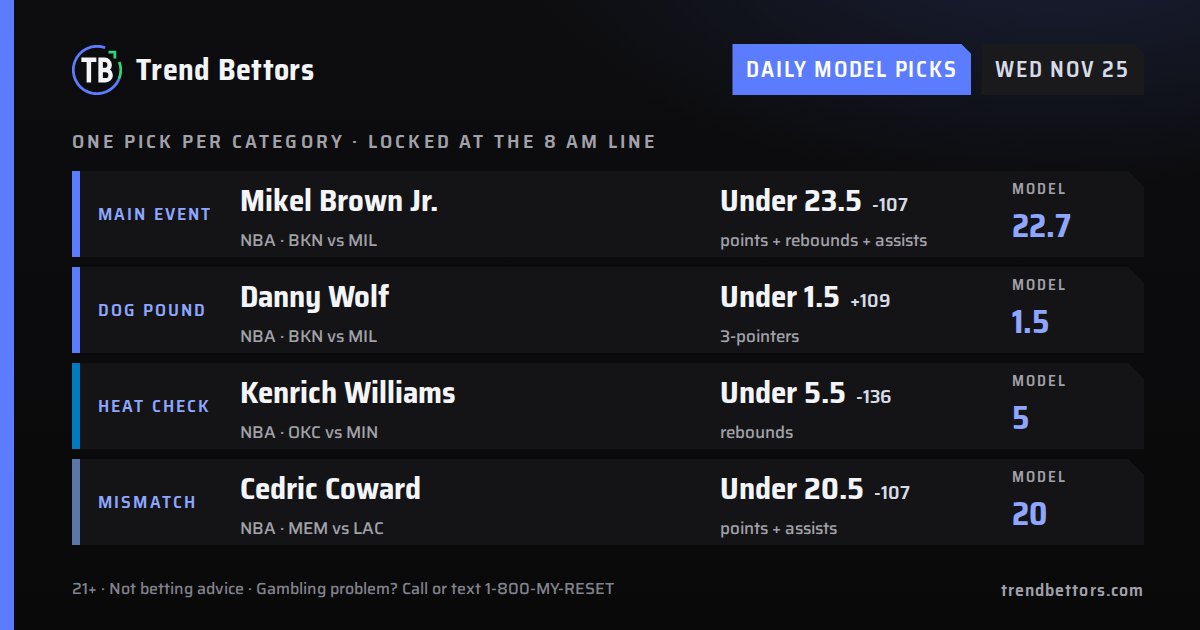 TB Trend Bettors
DAILY MODEL PICKS
WED NOV 25
ONE PICK PER CATEGORY · LOCKED AT THE 8 AM LINE
MAIN EVENT
Mikel Brown Jr.
NBA · BKN vs MIL
Under 23.5 -107
points + rebounds + assists
MODEL
22.7
DOG POUND
Danny Wolf
NBA · BKN vs MIL
Under 1.5 +109
3-pointers
MODEL
1.5
HEAT CHECK
Kenrich Williams
NBA · OKC vs MIN
Under 5.5 -136
rebounds
MODEL
5
MISMATCH
Cedric Coward
NBA · MEM vs LAC
Under 20.5 -107
points + assists
MODEL
20
21+ · Not betting advice · Gambling problem? Call or text 1-800-MY-RESET
trendbettors.com